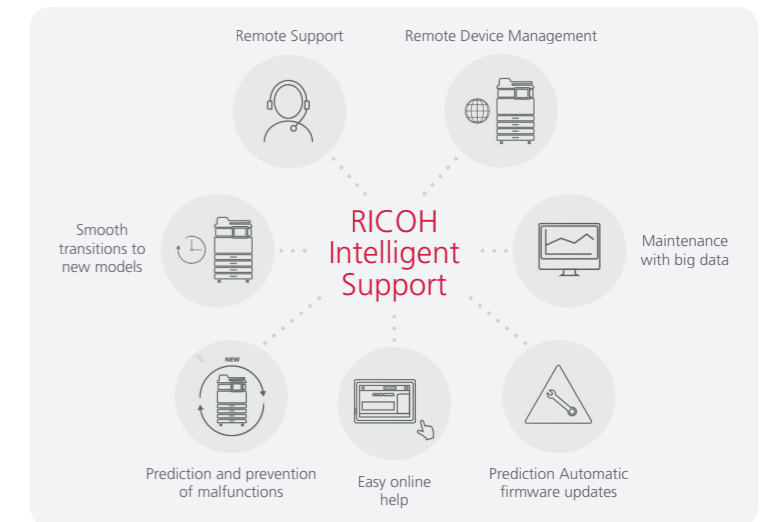 Remote Support
Remote Device Management
RICOH
Intelligent
Support
Smooth
transitions to
new models
Maintenance
with big data
NEW
Prediction and prevention
of malfunctions
Easy online
help
Prediction Automatic
firmware updates